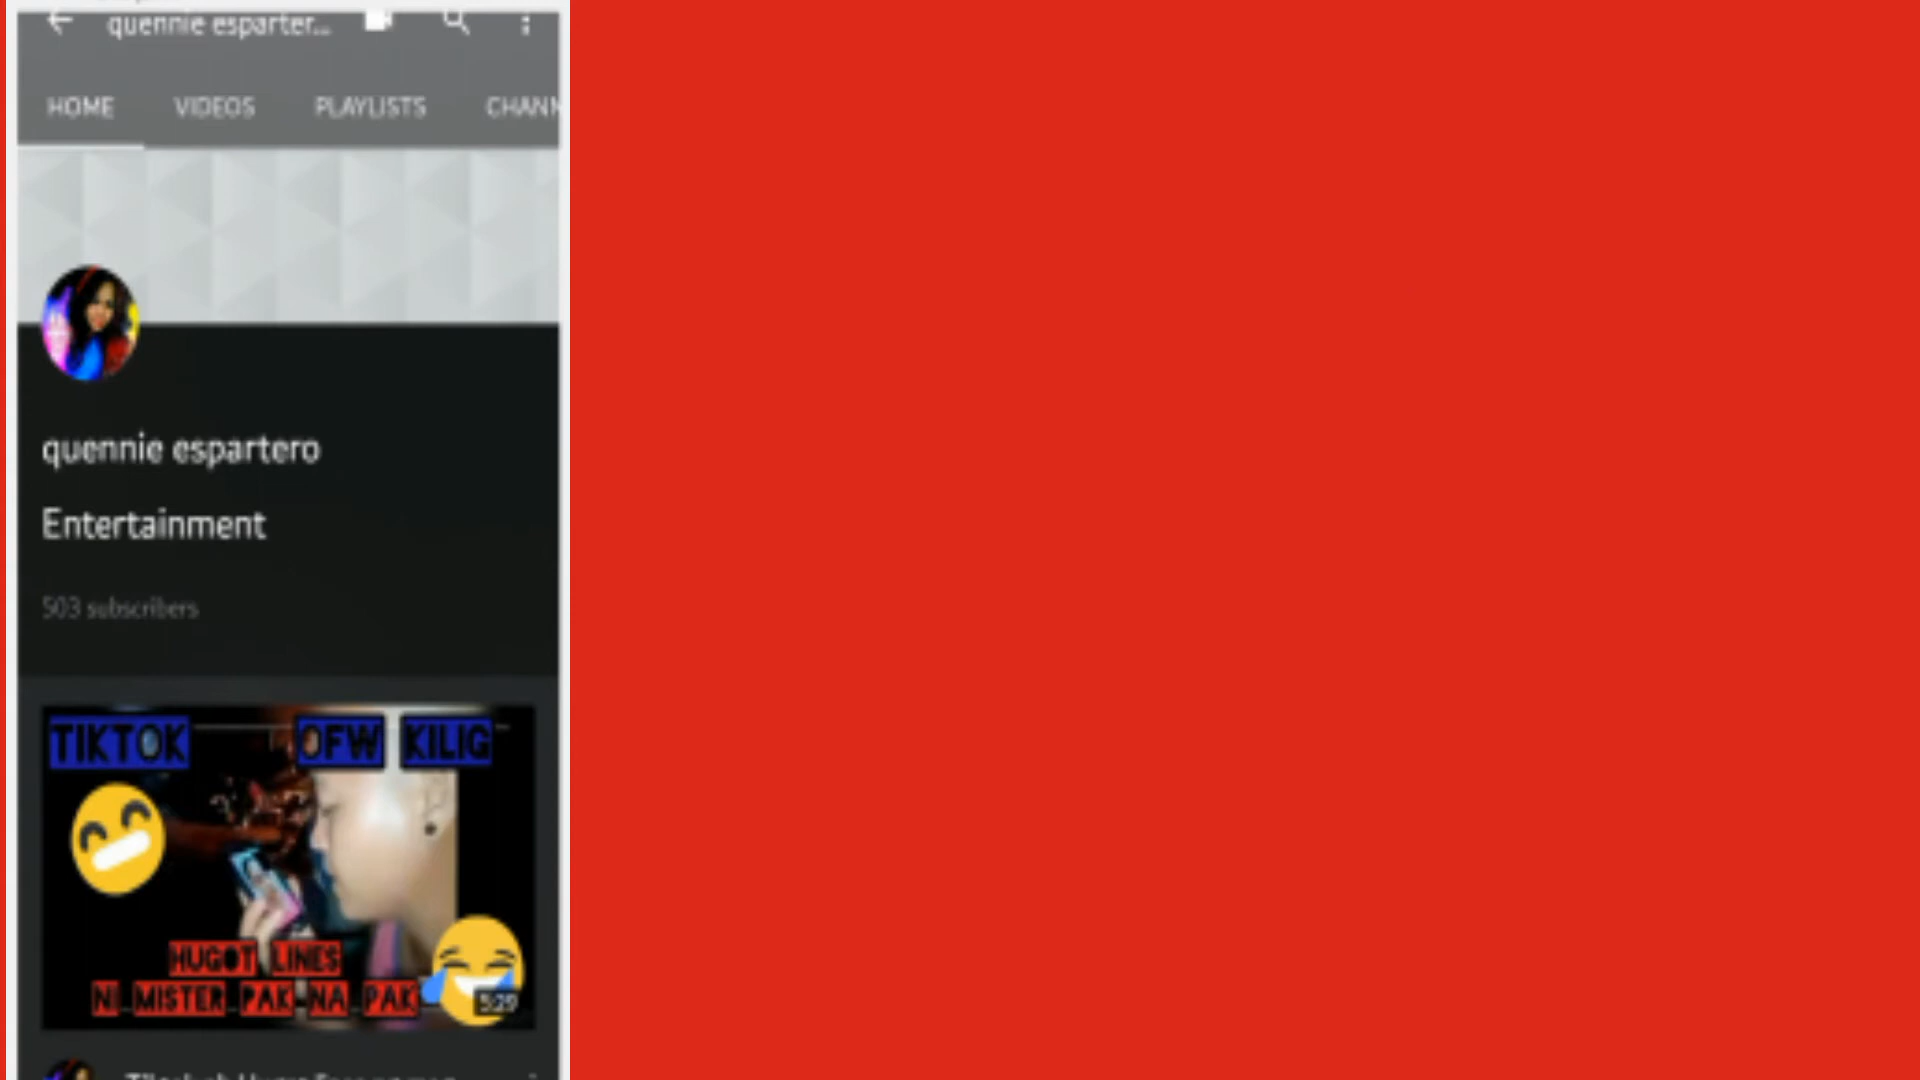 quennie esparter...
HOME VIDEOS PLAYLISTS CHANN
quennie espartero
Entertainment
503 subscribers
TIKTOK OFW KILIG
HUGOT LINES
NI MISTER PAK NA PAK
5:29